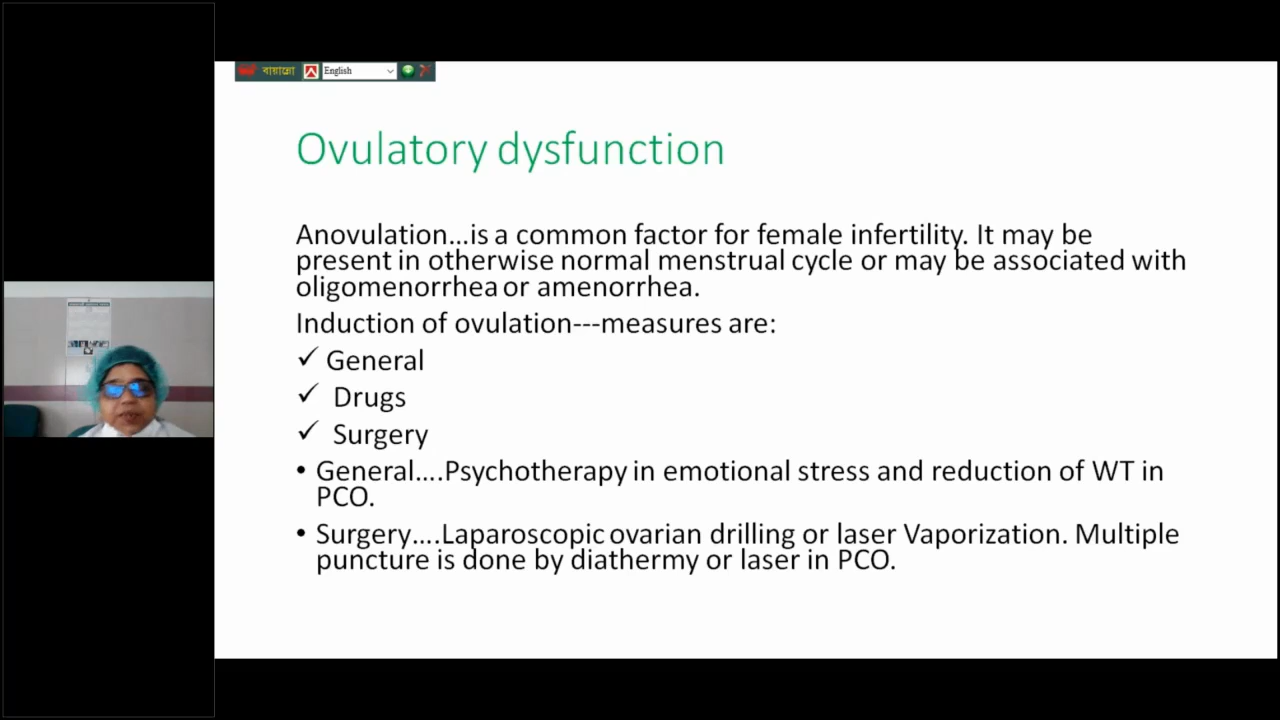 বায়ান্নো English
Ovulatory dysfunction
Anovulation...is a common factor for female infertility. It may be
present in otherwise normal menstrual cycle or may be associated with
oligomenorrhea or amenorrhea.
Induction of ovulation---measures are:
✓ General
✓ Drugs
✓ Surgery
• General....Psychotherapy in emotional stress and reduction of WT in
PCO.
• Surgery....Laparoscopic ovarian drilling or laser Vaporization. Multiple
puncture is done by diathermy or laser in PCO.